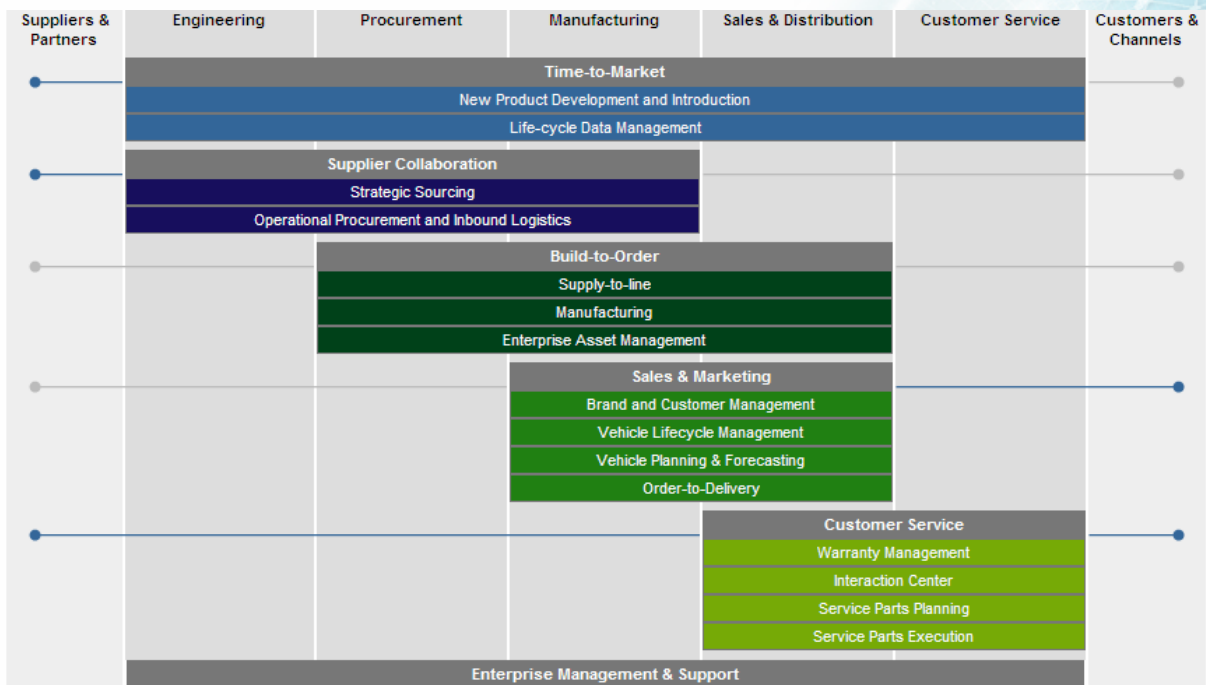 Suppliers & Partners
Engineering
Procurement
Manufacturing
Sales & Distribution
Customer Service
Customers & Channels
Time-to-Market
New Product Development and Introduction
Life-cycle Data Management
Supplier Collaboration
Strategic Sourcing
Operational Procurement and Inbound Logistics
Build-to-Order
Supply-to-line
Manufacturing
Enterprise Asset Management
Sales & Marketing
Brand and Customer Management
Vehicle Lifecycle Management
Vehicle Planning & Forecasting
Order-to-Delivery
Customer Service
Warranty Management
Interaction Center
Service Parts Planning
Service Parts Execution
Enterprise Management & Support